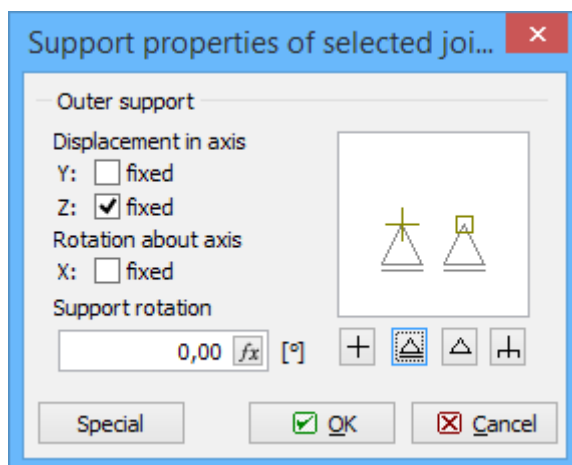 Support properties of selected joi...
Outer support
Displacement in axis
Y: fixed
Z: fixed
Rotation about axis
X: fixed
Support rotation
0,00 fx [°]
Special OK Cancel